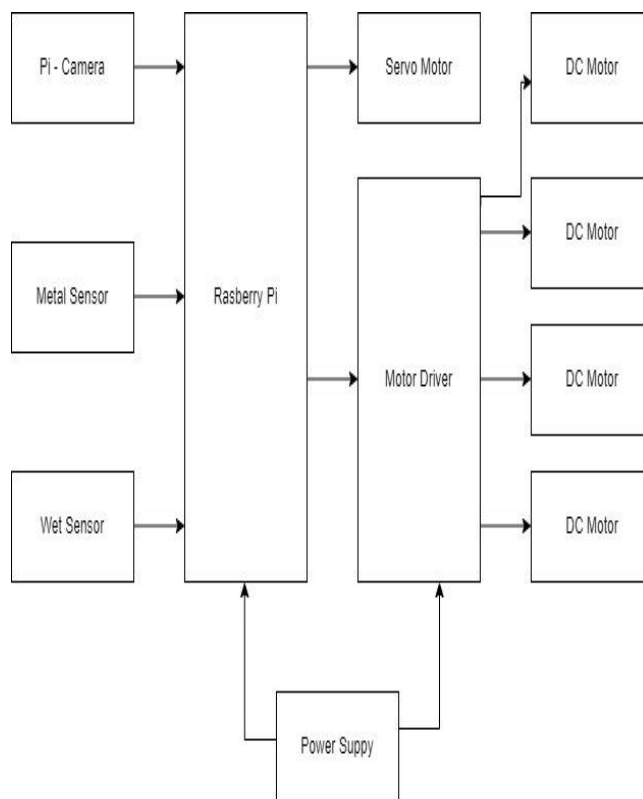 Pi - Camera
Servo Motor
DC Motor
DC Motor
Metal Sensor
Rasberry Pi
Motor Driver
DC Motor
Wet Sensor
DC Motor
Power Suppy